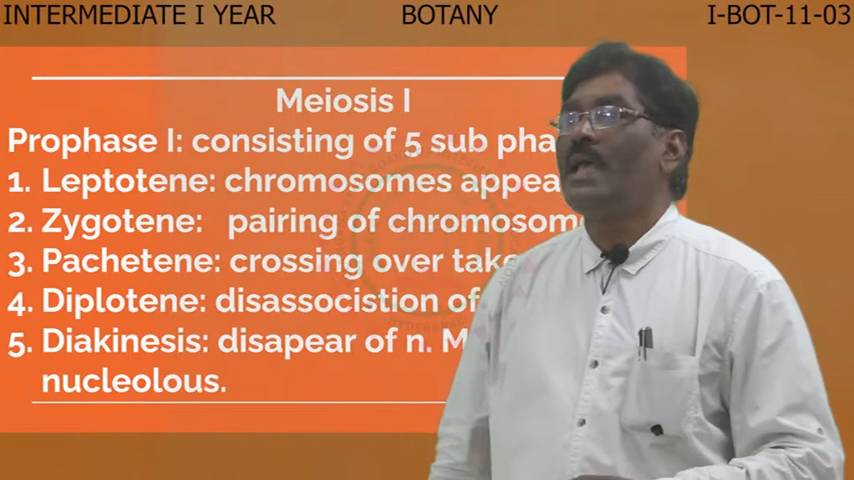 INTERMEDIATE I YEAR BOTANY I-BOT-11-03
Meiosis I
Prophase I: consisting of 5 sub pha
1. Leptotene: chromosomes appea
2. Zygotene: pairing of chromosom
3. Pachetene: crossing over take
4. Diplotene: disassocistion of
5. Diakinesis: disapear of n. M
nucleolous.